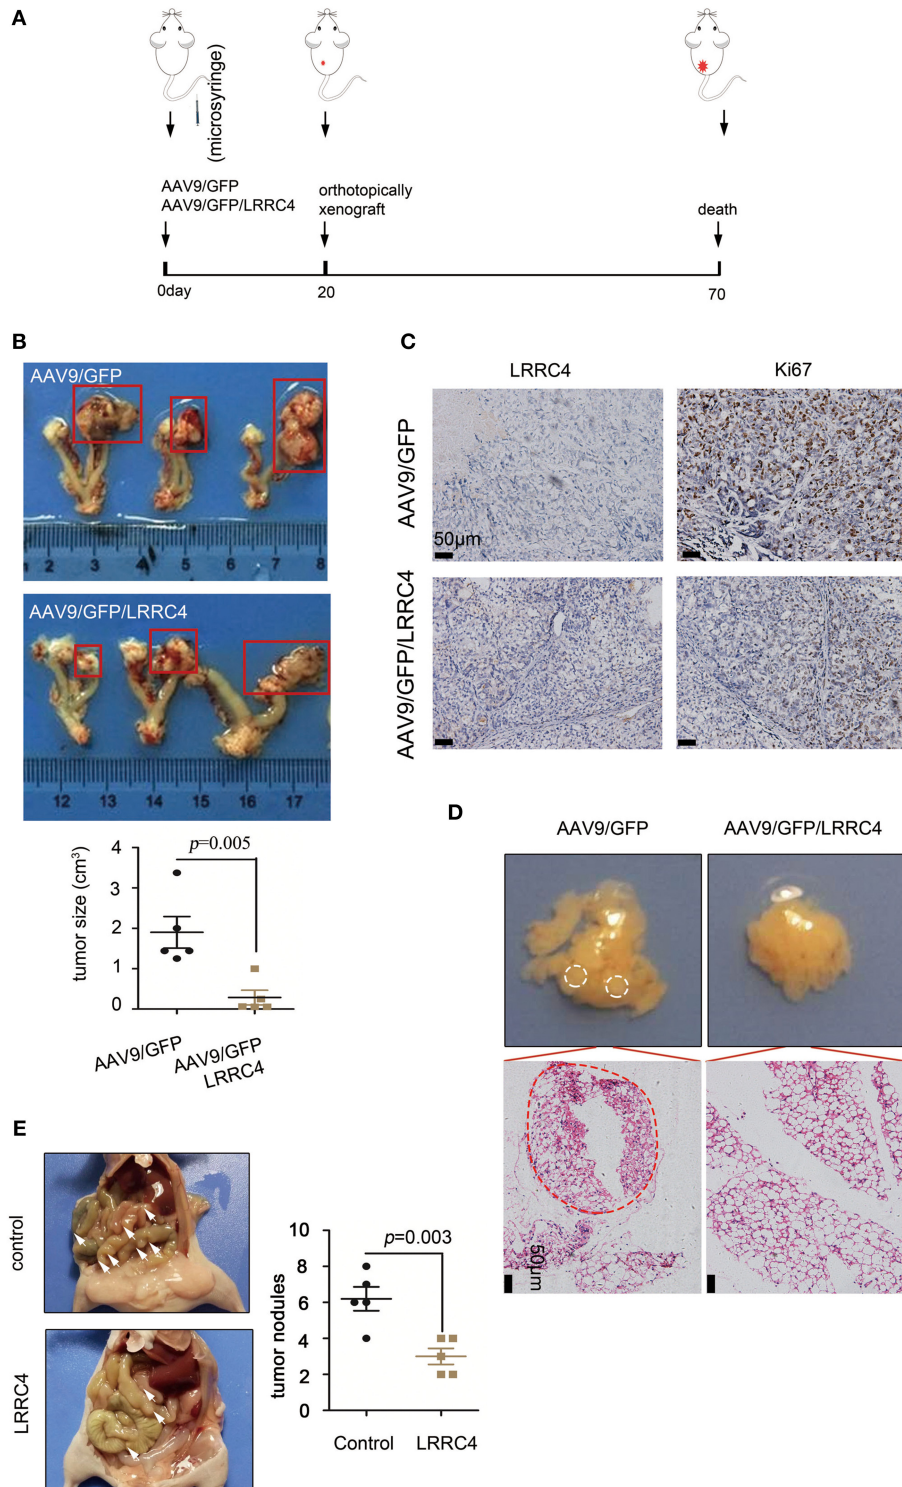 A
(microsyringe)
AAV9/GFP
AAV9/GFP/LRRC4
orthotopically
xenograft
death
0day
20
70
B
AAV9/GFP
2 3 4 5 6 7 8
AAV9/GFP/LRRC4
12 13 14 15 16 17
tumor size (cm³)
4
3
2
1
0
p=0.005
AAV9/GFP
AAV9/GFP
LRRC4
C
LRRC4
Ki67
AAV9/GFP
50μm
AAV9/GFP/LRRC4
D
AAV9/GFP
AAV9/GFP/LRRC4
50μm
E
control
LRRC4
tumor nodules
10
8
6
4
2
0
p=0.003
Control
LRRC4